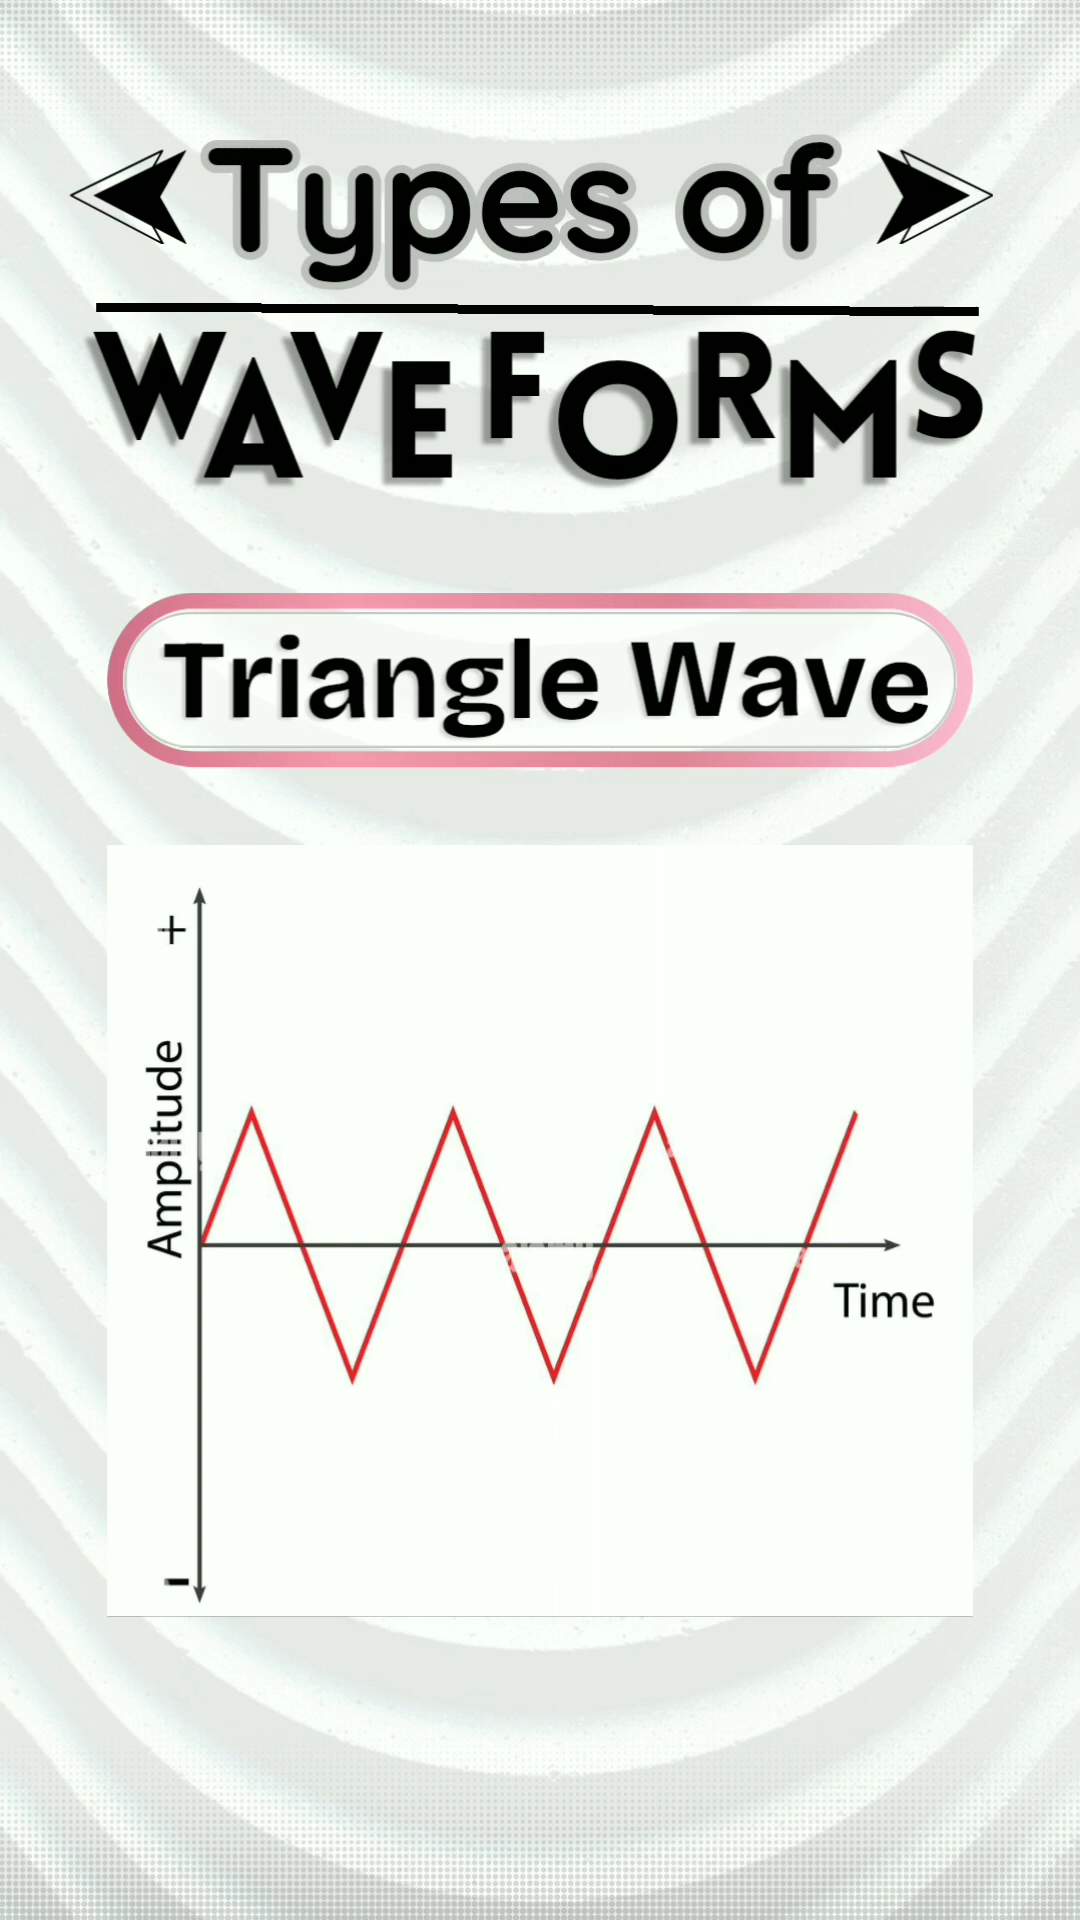 Types of
WAVEFORMS
Triangle Wave
+
Amplitude
Time
-